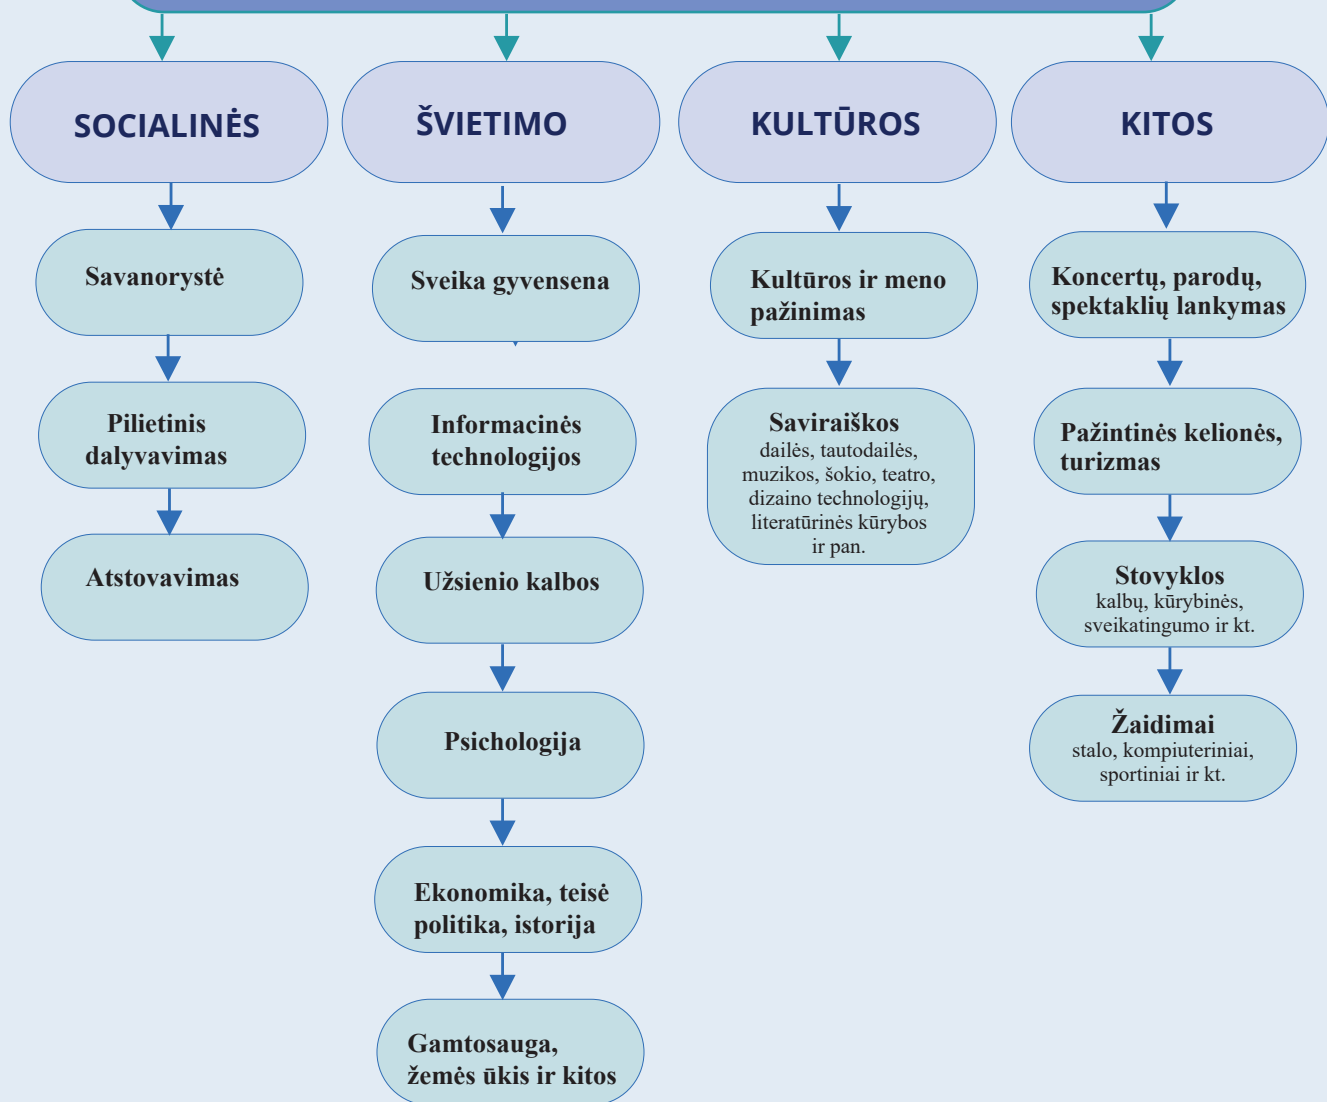 SOCIALINĖS
Savanorystė
Pilietinis
dalyvavimas
Atstovavimas
ŠVIETIMO
Sveika gyvensena
Informacinės
technologijos
Užsienio kalbos
Psichologija
Ekonomika, teisė
politika, istorija
Gamtosauga,
žemės ūkis ir kitos
KULTŪROS
Kultūros ir meno
pažinimas
Saviraiškos
dailės, tautodailės,
muzikos, šokio, teatro,
dizaino technologijų,
literatūrinės kūrybos
ir pan.
KITOS
Koncertų, parodų,
spektaklių lankymas
Pažintinės kelionės,
turizmas
Stovyklos
kalbų, kūrybinės,
sveikatingumo ir kt.
Žaidimai
stalo, kompiuteriniai,
sportiniai ir kt.